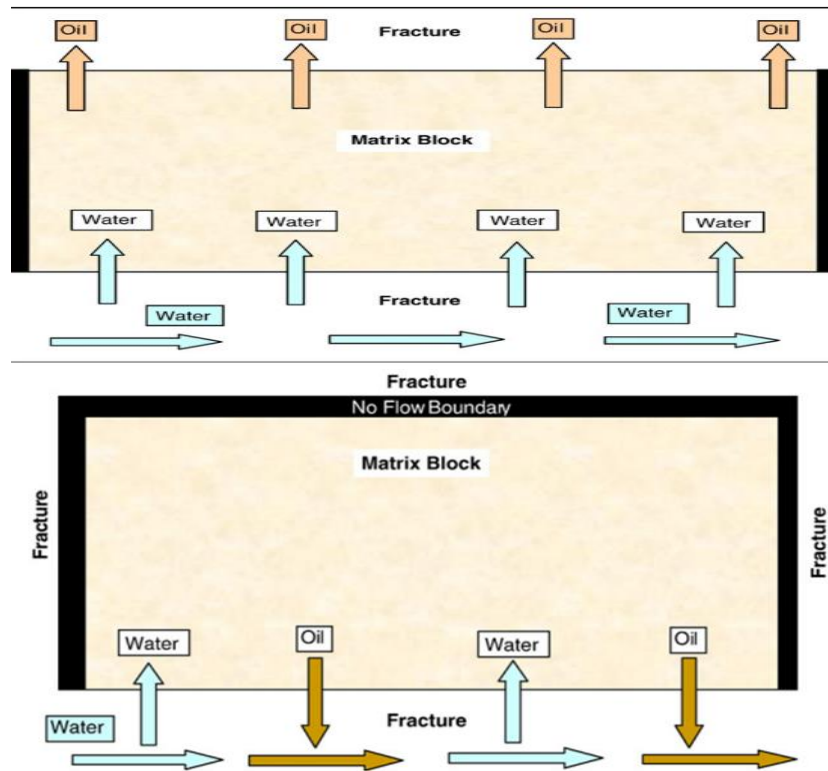 Oil Oil Fracture Oil Oil
Matrix Block
Water Water Water Water
Fracture
Water Water
Fracture
No Flow Boundary
Matrix Block
Fracture
Fracture
Water Oil Water Oil
Water
Fracture